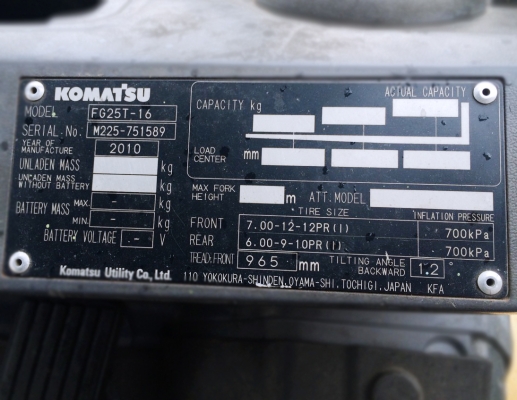 KOMATSU
MODEL FG25T-16
SERIAL-No. M225-751589
YEAR OF MANUFACTURE 2010
UNLADEN MASS kg
UNLADEN MASS WITHOUT BATTERY kg
BATTERY MASS MAX. - kg
MIN. - kg
BATTERY VOLTAGE - V
ACTUAL CAPACITY
CAPACITY kg
LOAD CENTER mm
MAX FORK HEIGHT m ATT. MODEL
TIRE SIZE INFLATION PRESSURE
FRONT 7.00-12-12PR(I) 700kPa
REAR 6.00-9-10PR(I) 700kPa
TREAD:FRONT 965 mm TILTING ANGLE BACKWARD 12°
Komatsu Utility Co., Ltd. 110 YOKOKURA-SHINDEN,OYAMA-SHI,TOCHIGI,JAPAN KFA